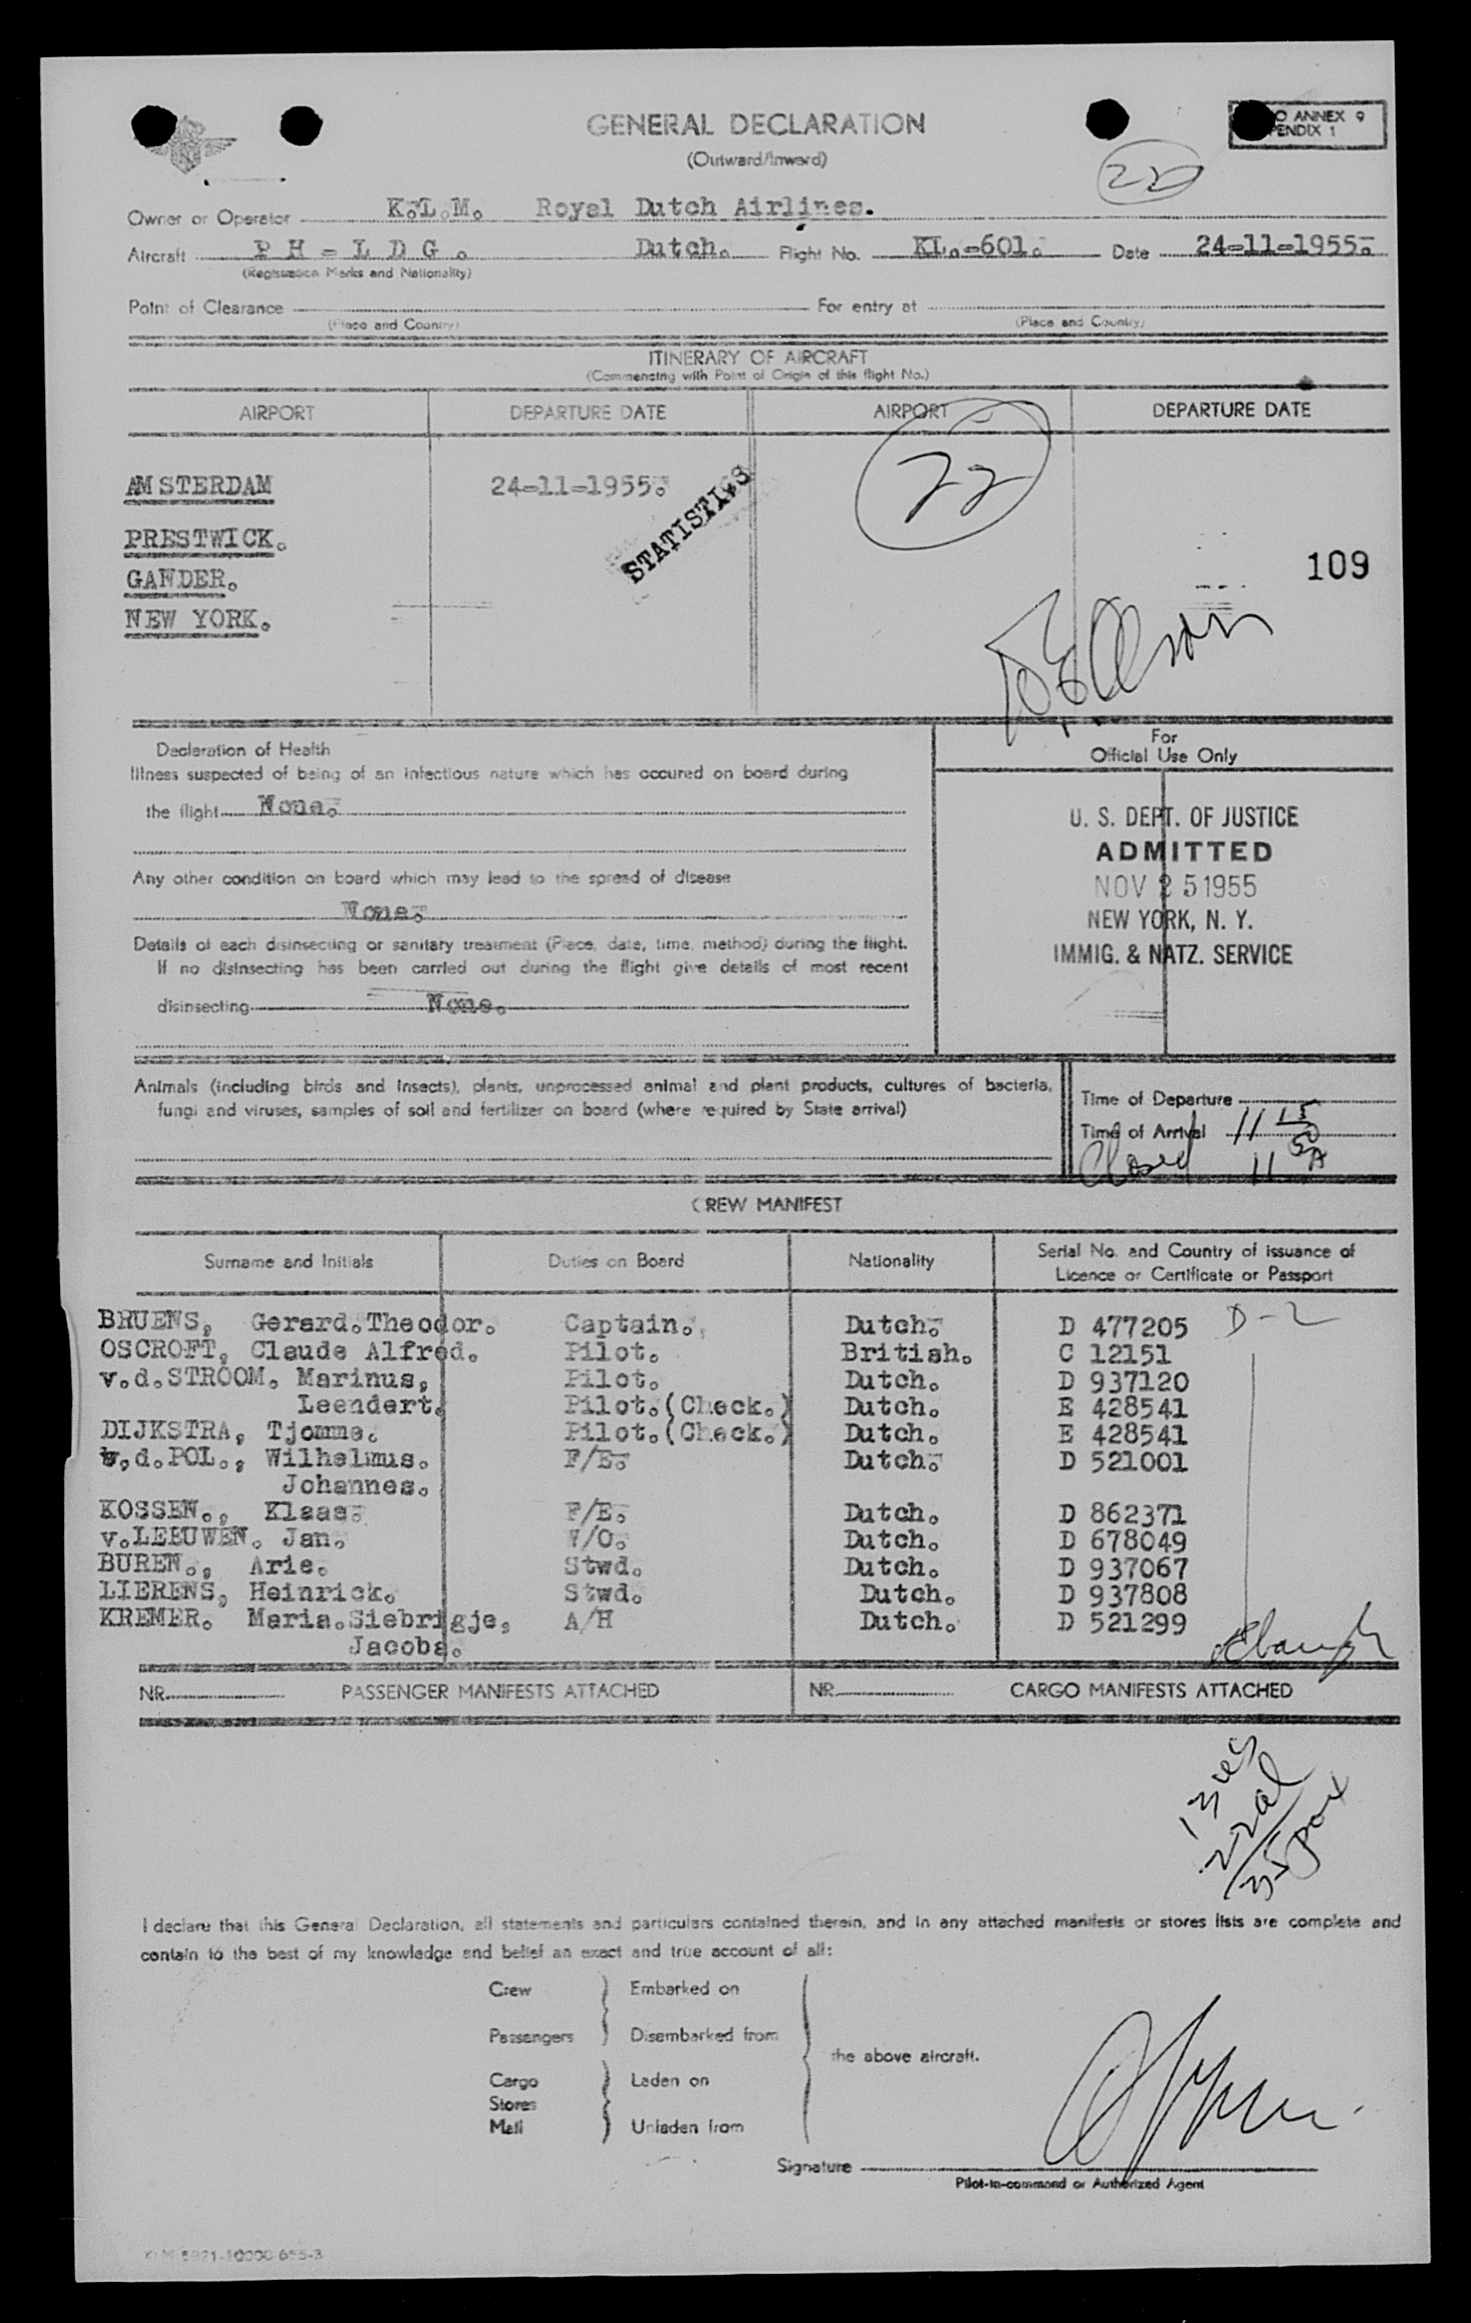 GENERAL DECLARATION
(Outward/Inward)
O ANNEX 9
PENDIX 1
22
Owner or Operator K.L.M. Royal Dutch Airlines.
Aircraft P H - L D G . Dutch. Flight No. KL.-601. Date 24-11-1955.
(Registration Marks and Nationality)
Point of Clearance For entry at
(Place and Country) (Place and Country)
ITINERARY OF AIRCRAFT
(Commencing with Point of Origin of this flight No.)
AIRPORT DEPARTURE DATE AIRPORT DEPARTURE DATE
22
AMSTERDAM 24-11-1955.
STATISTICS
PRESTWICK.
109
GANDER.
NEW YORK.
For
Official Use Only
Declaration of Health
Illness suspected of being of an infectious nature which has occured on board during
the flight None.
Any other condition on board which may lead to the spread of disease
None.
Details of each disinsecting or sanitary treatment (Place, date, time, method) during the flight.
If no disinsecting has been carried out during the flight give details of most recent
disinsecting None.
U. S. DEPT. OF JUSTICE
ADMITTED
NOV 25 1955
NEW YORK, N. Y.
IMMIG. & NATZ. SERVICE
Animals (including birds and insects), plants, unprocessed animal and plant products, cultures of bacteria,
fungi and viruses, samples of soil and fertilizer on board (where required by State arrival)
Time of Departure
Time of Arrival 11 15
Closed 11 50 A
CREW MANIFEST
Surname and Initials Duties on Board Nationality Serial No. and Country of issuance of
Licence or Certificate or Passport
BRUENS, Gerard.Theodor. Captain. Dutch. D 477205 D-2
OSCROFT, Claude Alfred. Pilot. British. C 12151
v.d.STROOM. Marinus, Pilot. Dutch. D 937120
Leendert. Pilot.(Check.) Dutch. E 428541
DIJKSTRA, Tjomme. Pilot.(Check.) Dutch. E 428541
v.d.POL., Wilhelmus. F/E. Dutch. D 521001
Johannes.
KOSSEN., Klaas. F/E. Dutch. D 862371
v.LEEUWEN. Jan. W/O. Dutch. D 678049
BUREN., Arie. Stwd. Dutch. D 937067
LIERENS, Heinrick. Stwd. Dutch. D 937808
KREMER. Maria.Siebrigje, A/H Dutch. D 521299
Jacoba.
NR. PASSENGER MANIFESTS ATTACHED NR. CARGO MANIFESTS ATTACHED
22 al
35 pax
I declare that this General Declaration, all statements and particulars contained therein, and in any attached manifests or stores lists are complete and
contain to the best of my knowledge and belief an exact and true account of all:
Crew Embarked on
Passengers Disembarked from
the above aircraft.
Cargo Laden on
Stores
Mail Unladen from
Signature
Pilot-in-command or Authorized Agent